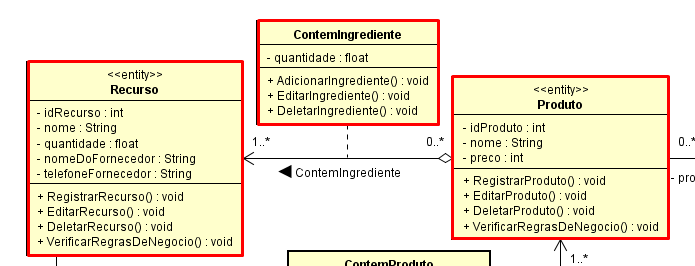 ContemIngrediente
- quantidade : float
+ AdicionarIngrediente() : void
+ EditarIngrediente() : void
+ DeletarIngrediente() : void
<<entity>>
Recurso
- idRecurso : int
- nome : String
- quantidade : float
- nomeDoFornecedor : String
- telefoneFornecedor : String
+ RegistrarRecurso() : void
+ EditarRecurso() : void
+ DeletarRecurso() : void
+ VerificarRegrasDeNegocio() : void
1..*
0..*
ContemIngrediente
<<entity>>
Produto
- idProduto : int
- nome : String
- preco : int
+ RegistrarProduto() : void
+ EditarProduto() : void
+ DeletarProduto() : void
+ VerificarRegrasDeNegocio() : void
0..*
- pro
ContemProduto
1..*